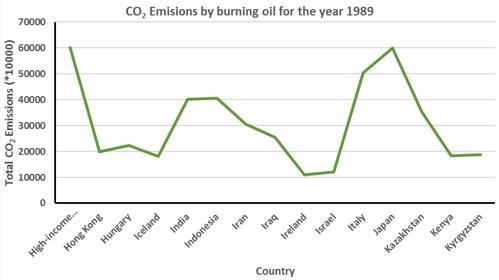 CO₂ Emisions by burning oil for the year 1989
Total CO₂ Emissions (*10000)
70000
60000
50000
40000
30000
20000
10000
0
High-income...
Hong Kong
Hungary
Iceland
India
Indonesia
Iran
Iraq
Ireland
Israel
Italy
Japan
Kazakhstan
Kenya
Kyrgyzstan
Country